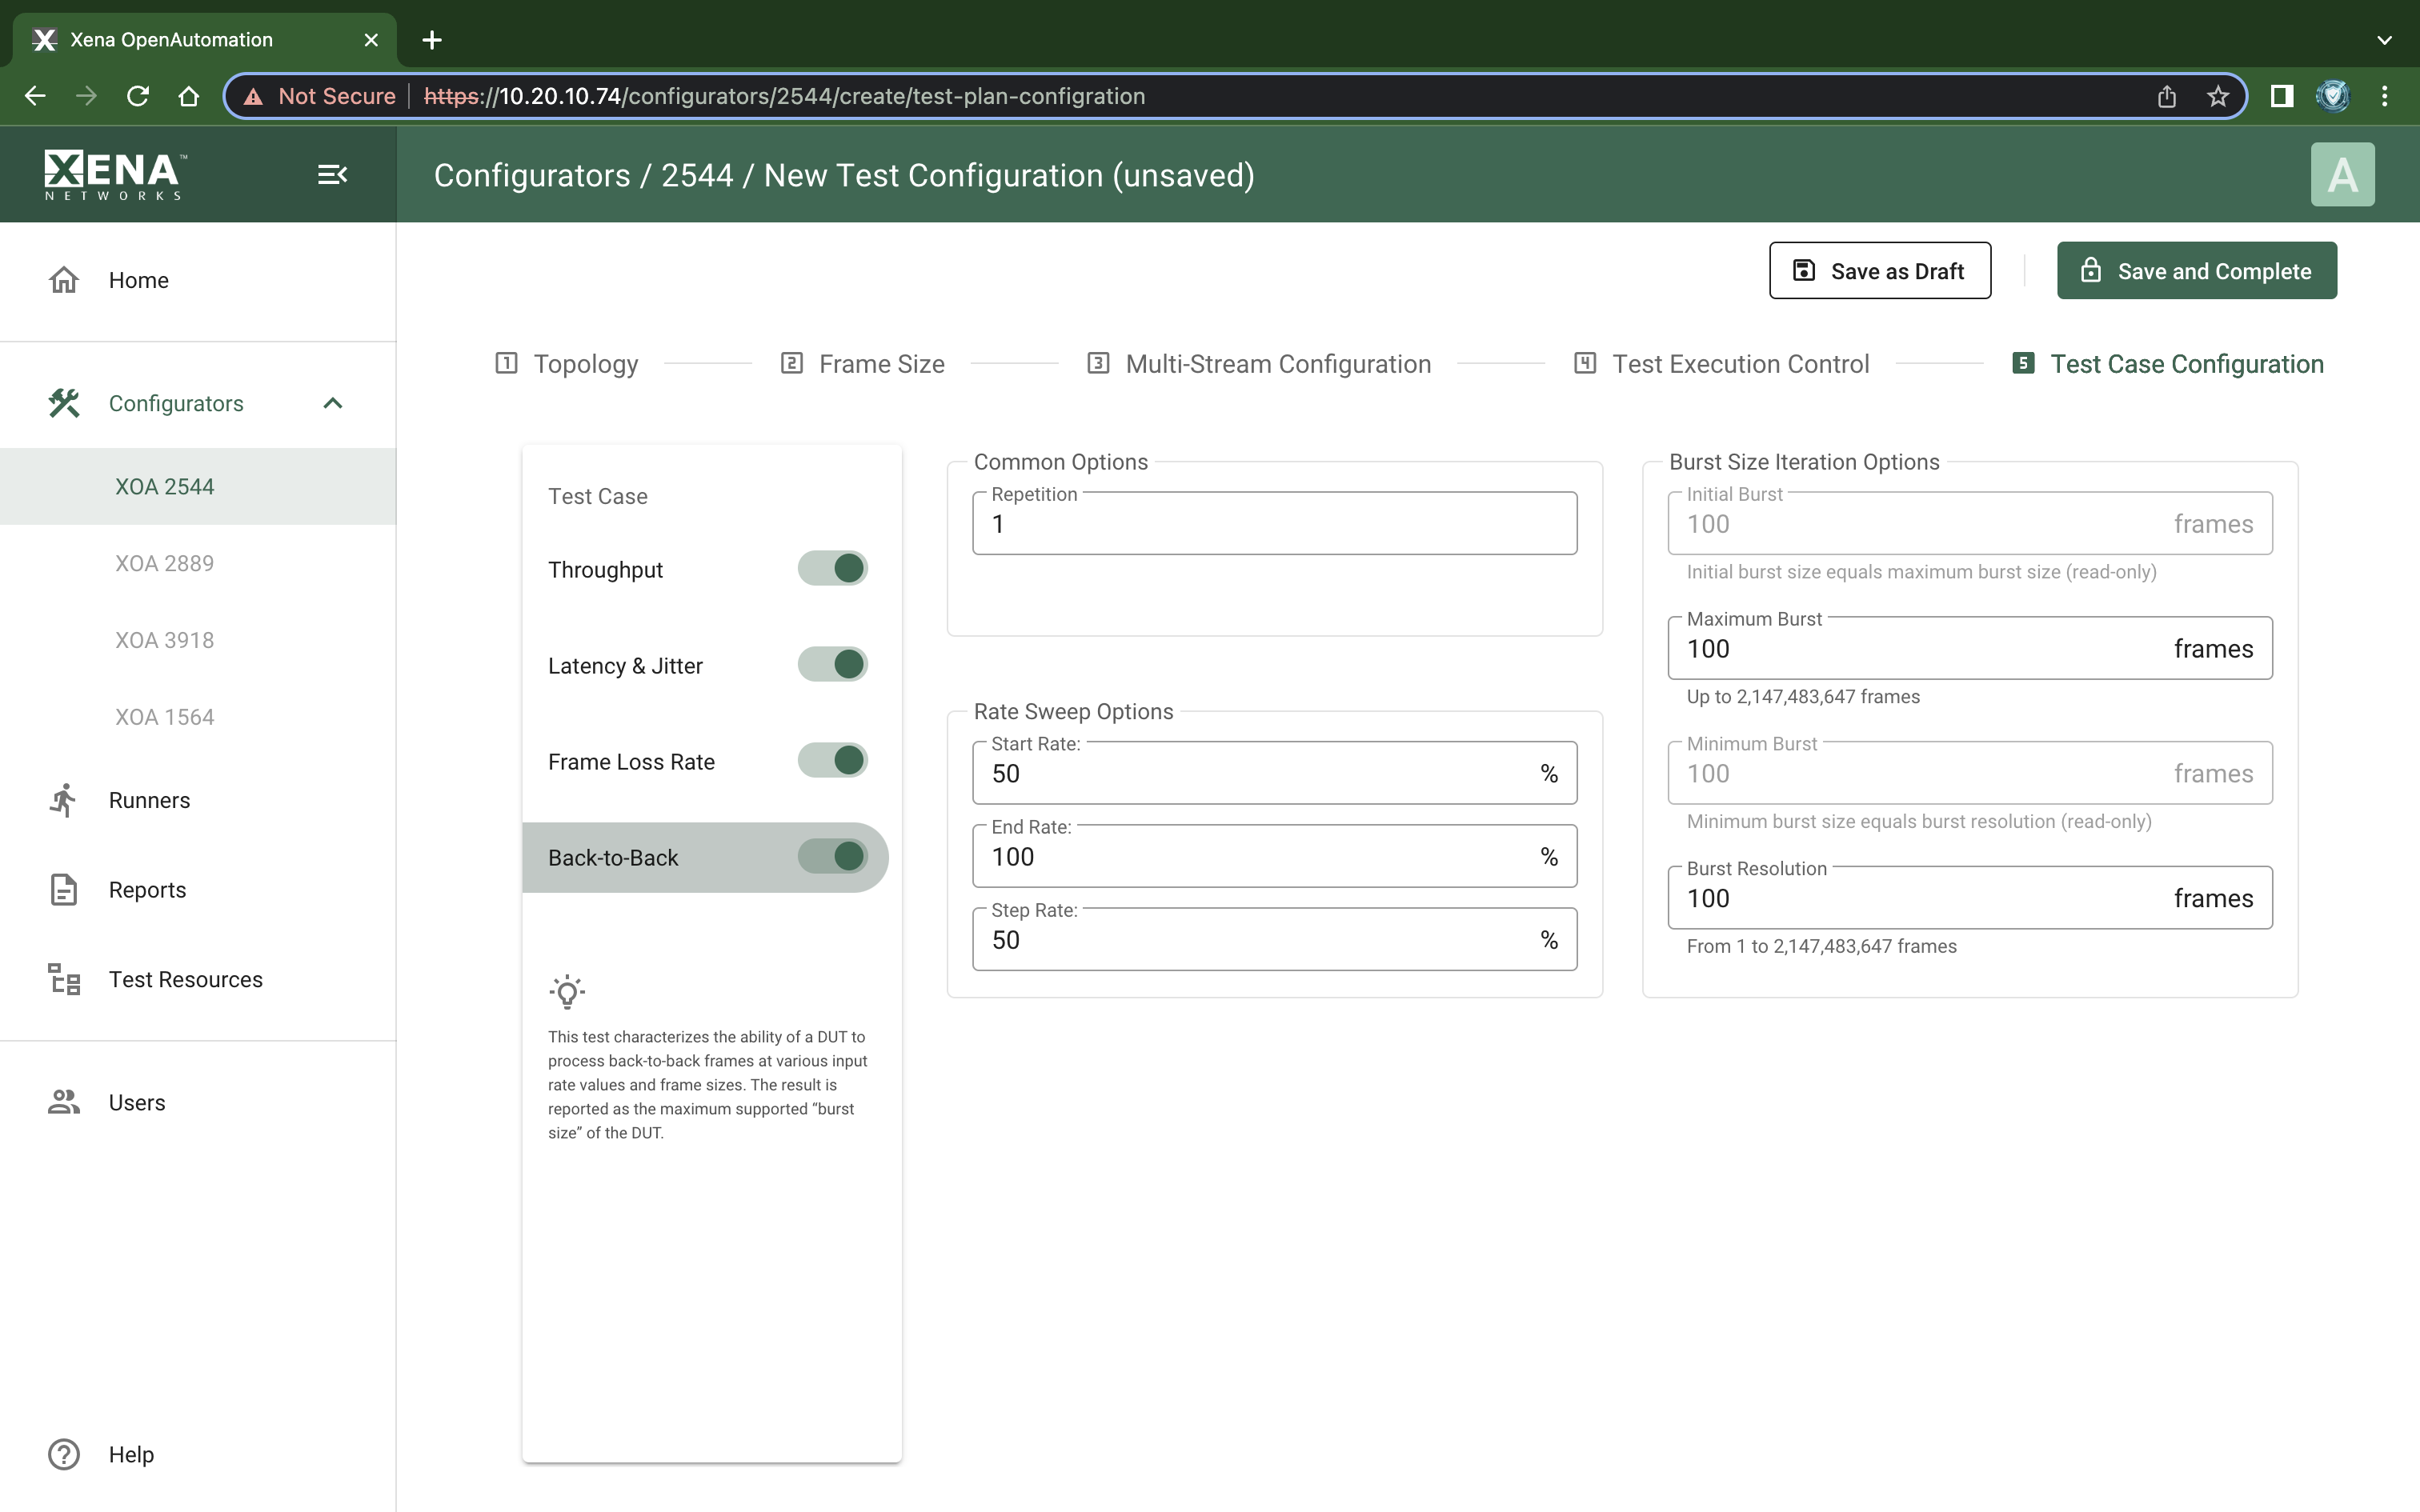 Xena OpenAutomation
Not Secure
https://10.20.10.74/configurators/2544/create/test-plan-configration
XENA™
NETWORKS
Configurators / 2544 / New Test Configuration (unsaved)
A
Home
Configurators
XOA 2544
XOA 2889
XOA 3918
XOA 1564
Runners
Reports
Test Resources
Users
Help
Save as Draft
Save and Complete
1 Topology
2 Frame Size
3 Multi-Stream Configuration
4 Test Execution Control
5 Test Case Configuration
Test Case
Throughput
Latency & Jitter
Frame Loss Rate
Back-to-Back
This test characterizes the ability of a DUT to
process back-to-back frames at various input
rate values and frame sizes. The result is
reported as the maximum supported “burst
size” of the DUT.
Common Options
Repetition
1
Rate Sweep Options
Start Rate:
50 %
End Rate:
100 %
Step Rate:
50 %
Burst Size Iteration Options
Initial Burst
100 frames
Initial burst size equals maximum burst size (read-only)
Maximum Burst
100 frames
Up to 2,147,483,647 frames
Minimum Burst
100 frames
Minimum burst size equals burst resolution (read-only)
Burst Resolution
100 frames
From 1 to 2,147,483,647 frames